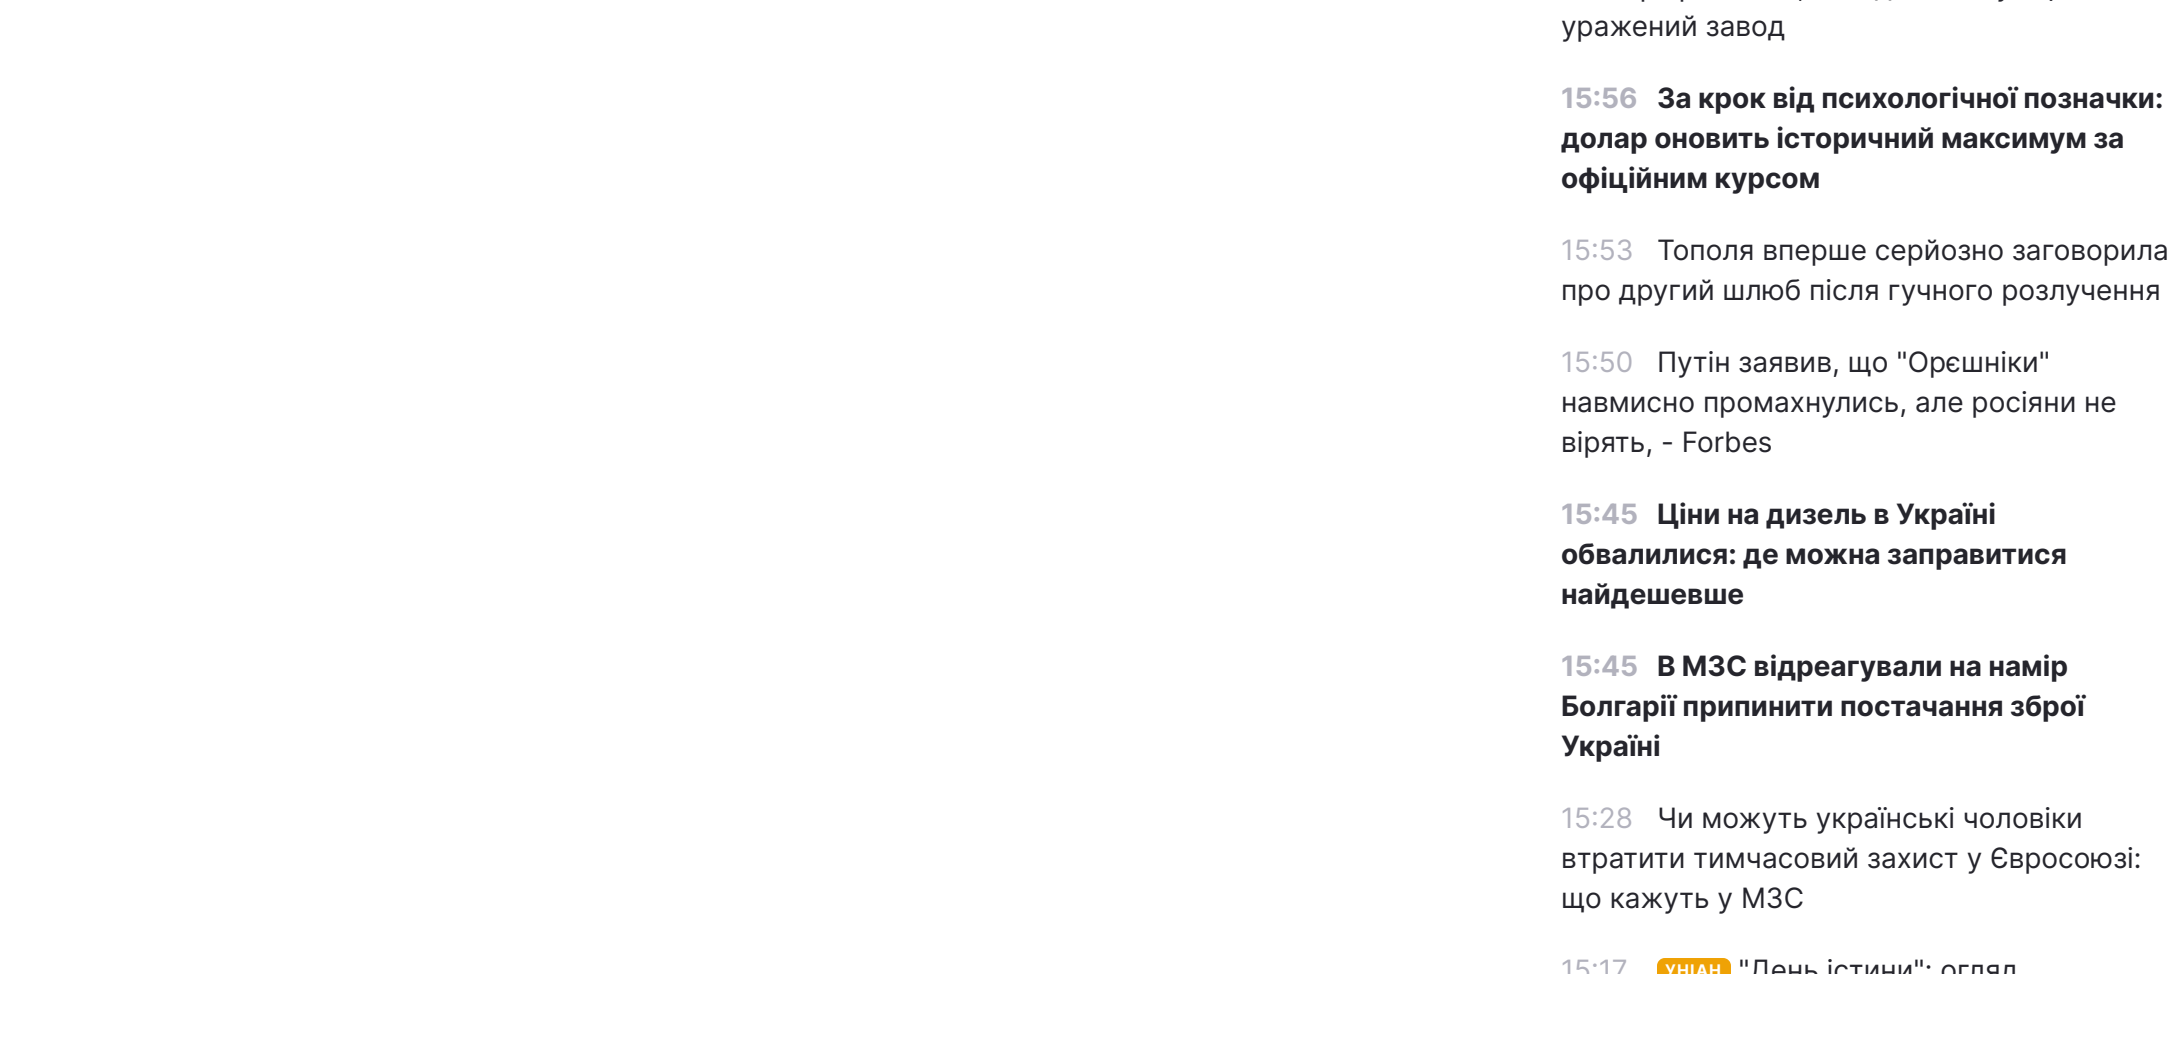 уражений завод
15:56 За крок від психологічної позначки:
долар оновить історичний максимум за
офіційним курсом
15:53 Тополя вперше серйозно заговорила
про другий шлюб після гучного розлучення
15:50 Путін заявив, що "Орєшніки"
навмисно промахнулись, але росіяни не
вірять, - Forbes
15:45 Ціни на дизель в Україні
обвалилися: де можна заправитися
найдешевше
15:45 В МЗС відреагували на намір
Болгарії припинити постачання зброї
Україні
15:28 Чи можуть українські чоловіки
втратити тимчасовий захист у Євросоюзі:
що кажуть у МЗС
15:17 УНІАН "День істини": огляд